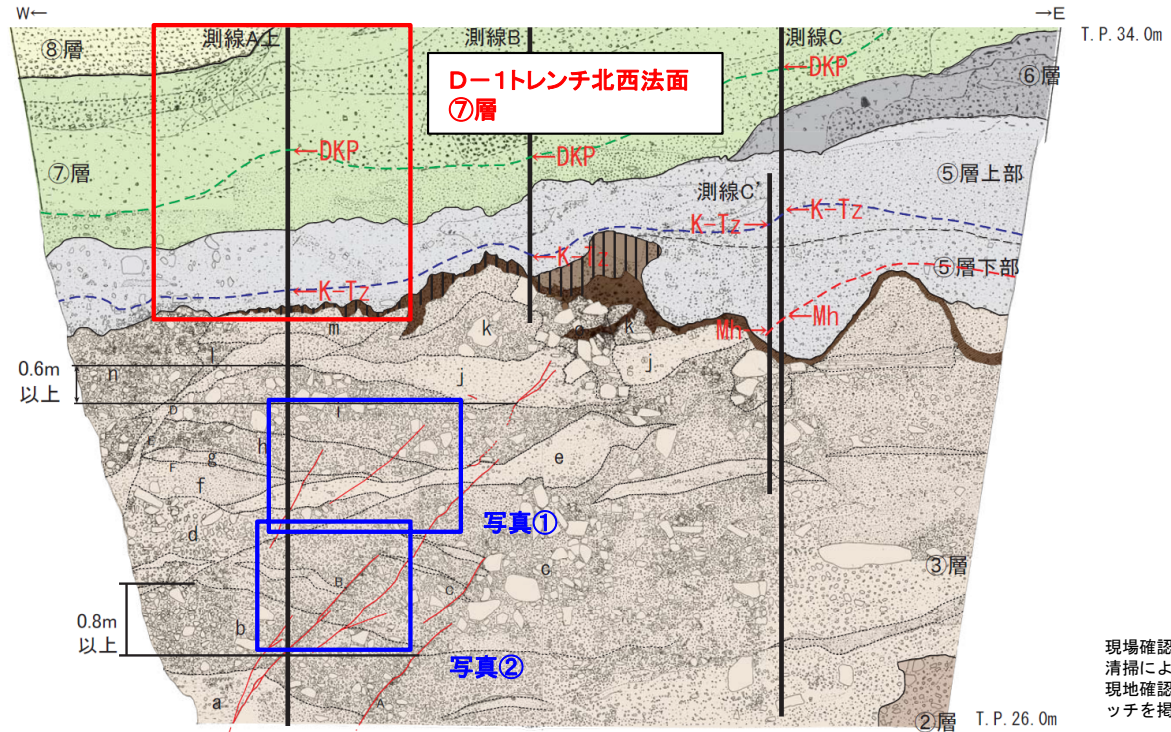 W←
→E
測線A上
測線B
測線C
T.P.34.0m
⑧層
D－1トレンチ北西法面
⑦層
←DKP
⑥層
←DKP
←DKP
⑦層
⑤層上部
測線C'
←K-Tz
K-Tz→
←K-Tz
⑤層下部
←K-Tz
Mh→
←Mh
m
k
k
l
j
j
0.6m
以上
n
i
D
h
E
g
F
e
f
写真①
d
c
③層
B
C
0.8m
以上
b
写真②
a
A
②層
T.P.26.0m
現場確認
清掃によ
現地確認
ッチを掲